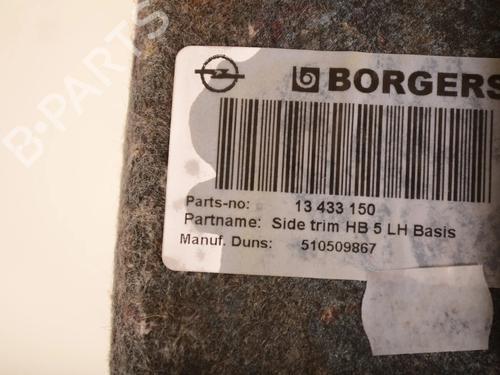 BORGERS
Parts-no: 13 433 150
Partname: Side trim HB 5 LH Basis
Manuf. Duns: 510509867
B-PARTS